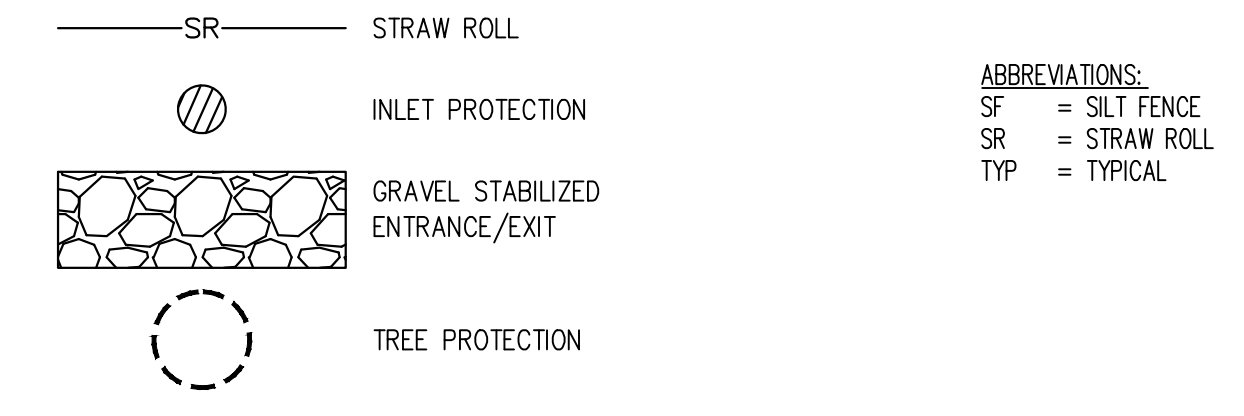 SR STRAW ROLL
INLET PROTECTION
GRAVEL STABILIZED
ENTRANCE/EXIT
TREE PROTECTION
ABBREVIATIONS:
SF = SILT FENCE
SR = STRAW ROLL
TYP = TYPICAL